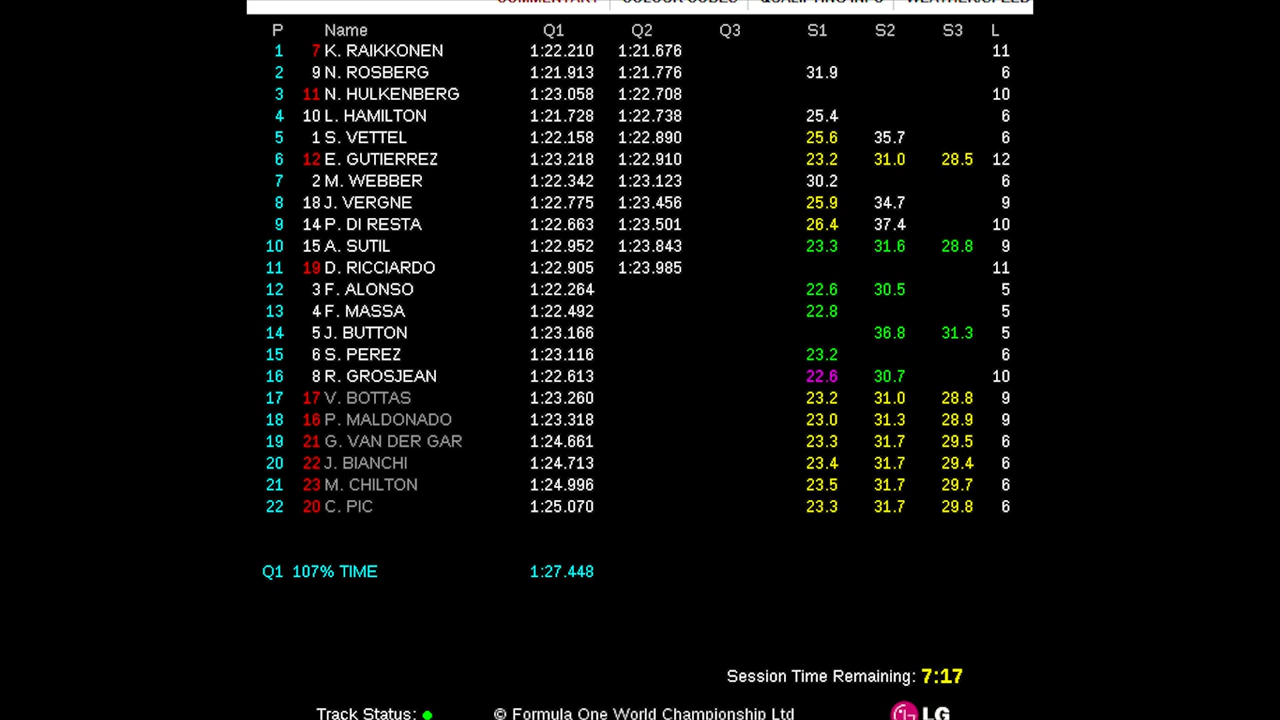 COMMENTARY COLOUR CODES QUALIFYING INFO WEATHER/SPEED
P Name Q1 Q2 Q3 S1 S2 S3 L
1 7 K. RAIKKONEN 1:22.210 1:21.676 11
2 9 N. ROSBERG 1:21.913 1:21.776 31.9 6
3 11 N. HULKENBERG 1:23.058 1:22.708 10
4 10 L. HAMILTON 1:21.728 1:22.738 25.4 6
5 1 S. VETTEL 1:22.158 1:22.890 25.6 35.7 6
6 12 E. GUTIERREZ 1:23.218 1:22.910 23.2 31.0 28.5 12
7 2 M. WEBBER 1:22.342 1:23.123 30.2 6
8 18 J. VERGNE 1:22.775 1:23.456 25.9 34.7 9
9 14 P. DI RESTA 1:22.663 1:23.501 26.4 37.4 10
10 15 A. SUTIL 1:22.952 1:23.843 23.3 31.6 28.8 9
11 19 D. RICCIARDO 1:22.905 1:23.985 11
12 3 F. ALONSO 1:22.264 22.6 30.5 5
13 4 F. MASSA 1:22.492 22.8 5
14 5 J. BUTTON 1:23.166 36.8 31.3 5
15 6 S. PEREZ 1:23.116 23.2 6
16 8 R. GROSJEAN 1:22.613 22.6 30.7 10
17 17 V. BOTTAS 1:23.260 23.2 31.0 28.8 9
18 16 P. MALDONADO 1:23.318 23.0 31.3 28.9 9
19 21 G. VAN DER GAR 1:24.661 23.3 31.7 29.5 6
20 22 J. BIANCHI 1:24.713 23.4 31.7 29.4 6
21 23 M. CHILTON 1:24.996 23.5 31.7 29.7 6
22 20 C. PIC 1:25.070 23.3 31.7 29.8 6
Q1 107% TIME 1:27.448
Session Time Remaining: 7:17
Track Status: © Formula One World Championship Ltd LG